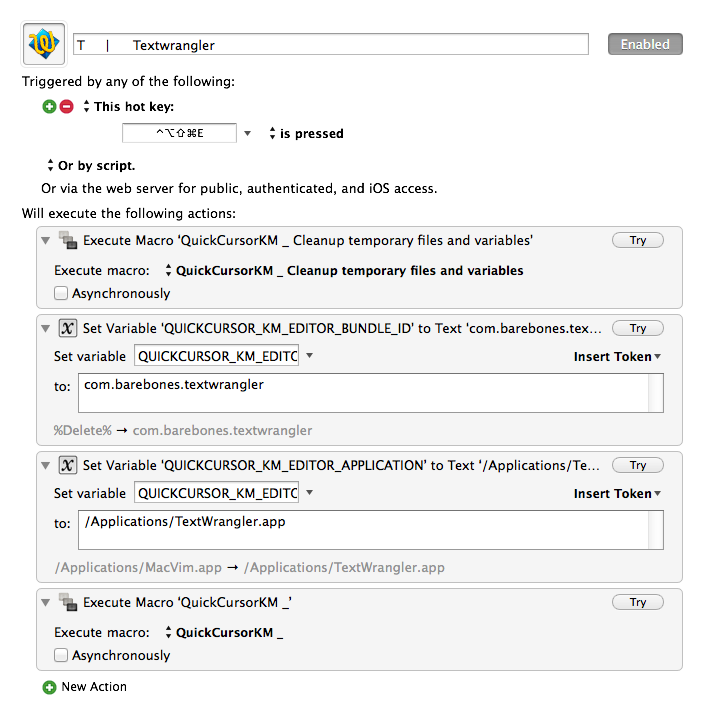 T | Textwrangler
Enabled
Triggered by any of the following:
This hot key:
^⌥⇧⌘E is pressed
Or by script.
Or via the web server for public, authenticated, and iOS access.
Will execute the following actions:
Execute Macro 'QuickCursorKM _ Cleanup temporary files and variables' Try
Execute macro: QuickCursorKM _ Cleanup temporary files and variables
Asynchronously
Set Variable 'QUICKCURSOR_KM_EDITOR_BUNDLE_ID' to Text 'com.barebones.tex... Try
Set variable QUICKCURSOR_KM_EDITC Insert Token
to: com.barebones.textwrangler
%Delete% → com.barebones.textwrangler
Set Variable 'QUICKCURSOR_KM_EDITOR_APPLICATION' to Text '/Applications/Te... Try
Set variable QUICKCURSOR_KM_EDITC Insert Token
to: /Applications/TextWrangler.app
/Applications/MacVim.app → /Applications/TextWrangler.app
Execute Macro 'QuickCursorKM _' Try
Execute macro: QuickCursorKM _
Asynchronously
New Action